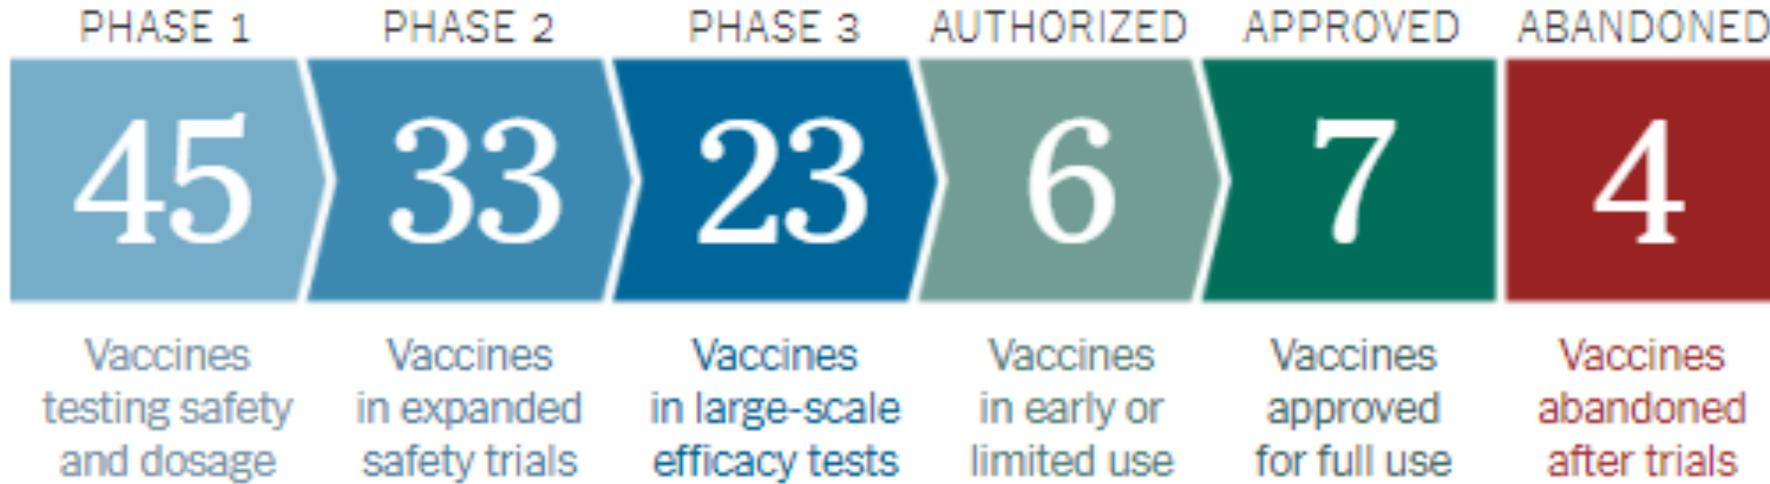 PHASE 1 PHASE 2 PHASE 3 AUTHORIZED APPROVED ABANDONED
45 33 23 6 7 4
Vaccines Vaccines Vaccines Vaccines Vaccines Vaccines
testing safety in expanded in large-scale in early or approved abandoned
and dosage safety trials efficacy tests limited use for full use after trials